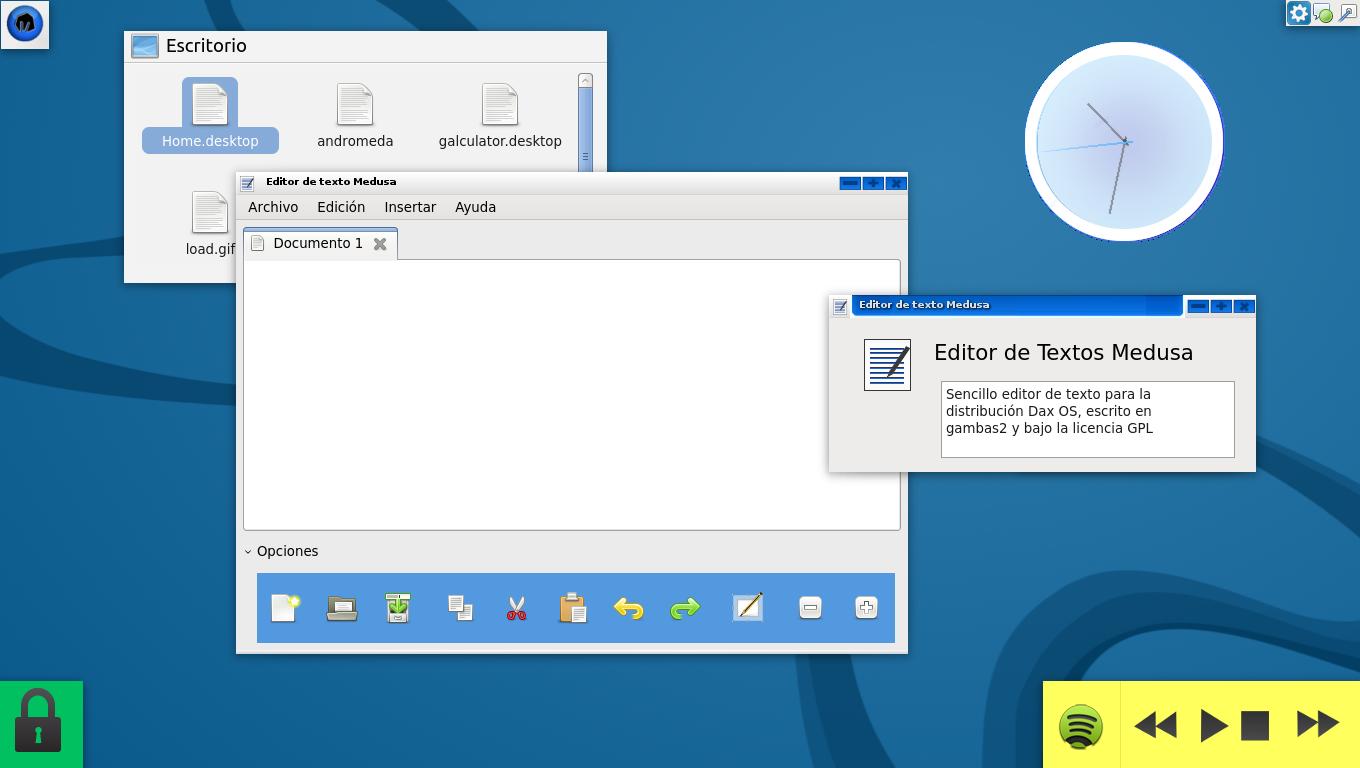 Escritorio
Home.desktop
andromeda
galculator.desktop
load.gif
Editor de texto Medusa
Archivo
Edición
Insertar
Ayuda
Documento 1
Editor de texto Medusa
Editor de Textos Medusa
Sencillo editor de texto para la
distribución Dax OS, escrito en
gambas2 y bajo la licencia GPL
Opciones